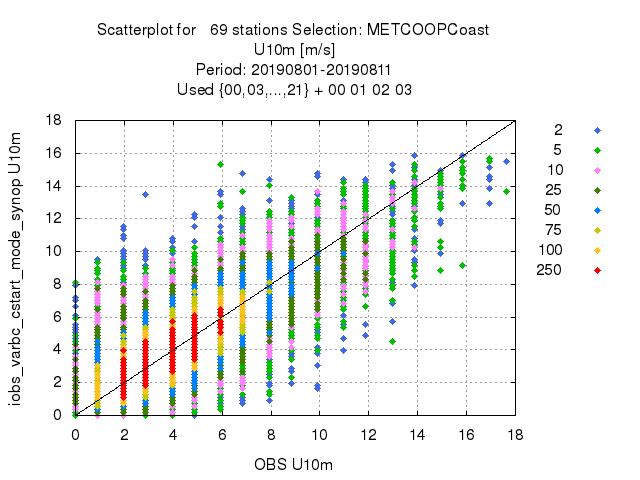 Scatterplot for 69 stations Selection: METCOOPCoast
U10m [m/s]
Period: 20190801-20190811
Used {00,03,...,21} + 00 01 02 03
iobs_varbc_cstart_mode_synop U10m
18
16
14
12
10
8
6
4
2
0
0 2 4 6 8 10 12 14 16 18
OBS U10m
2
5
10
25
50
75
100
250